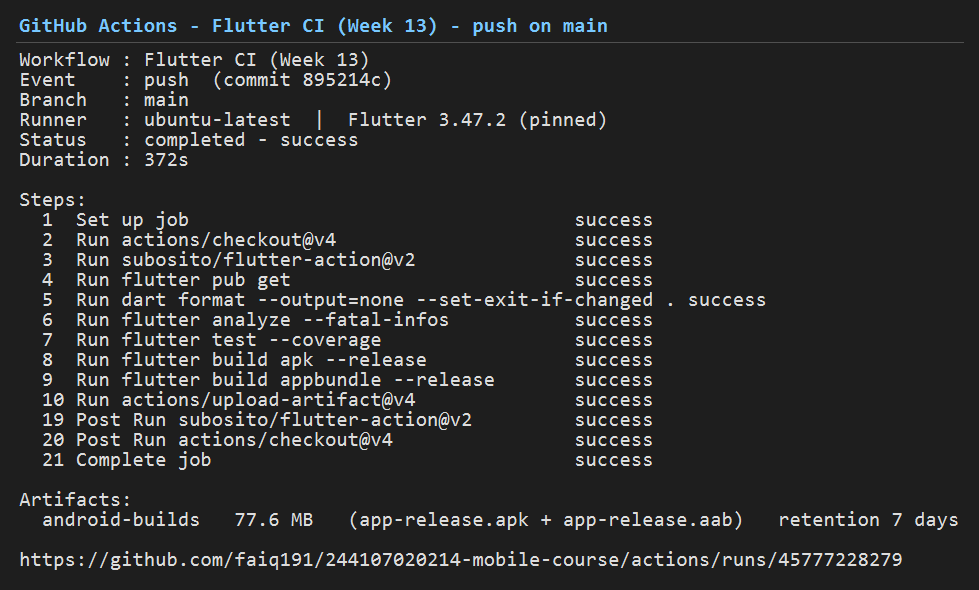 GitHub Actions - Flutter CI (Week 13) - push on main
Workflow : Flutter CI (Week 13)
Event    : push  (commit 895214c)
Branch   : main
Runner   : ubuntu-latest  |  Flutter 3.47.2 (pinned)
Status   : completed - success
Duration : 372s
Steps:
1  Set up job                                  success
2  Run actions/checkout@v4                     success
3  Run subosito/flutter-action@v2              success
4  Run flutter pub get                         success
5  Run dart format --output=none --set-exit-if-changed . success
6  Run flutter analyze --fatal-infos           success
7  Run flutter test --coverage                 success
8  Run flutter build apk --release             success
9  Run flutter build appbundle --release       success
10 Run actions/upload-artifact@v4              success
19 Post Run subosito/flutter-action@v2         success
20 Post Run actions/checkout@v4                success
21 Complete job                                success
Artifacts:
android-builds   77.6 MB   (app-release.apk + app-release.aab)   retention 7 days
https://github.com/faiq191/244107020214-mobile-course/actions/runs/45777228279